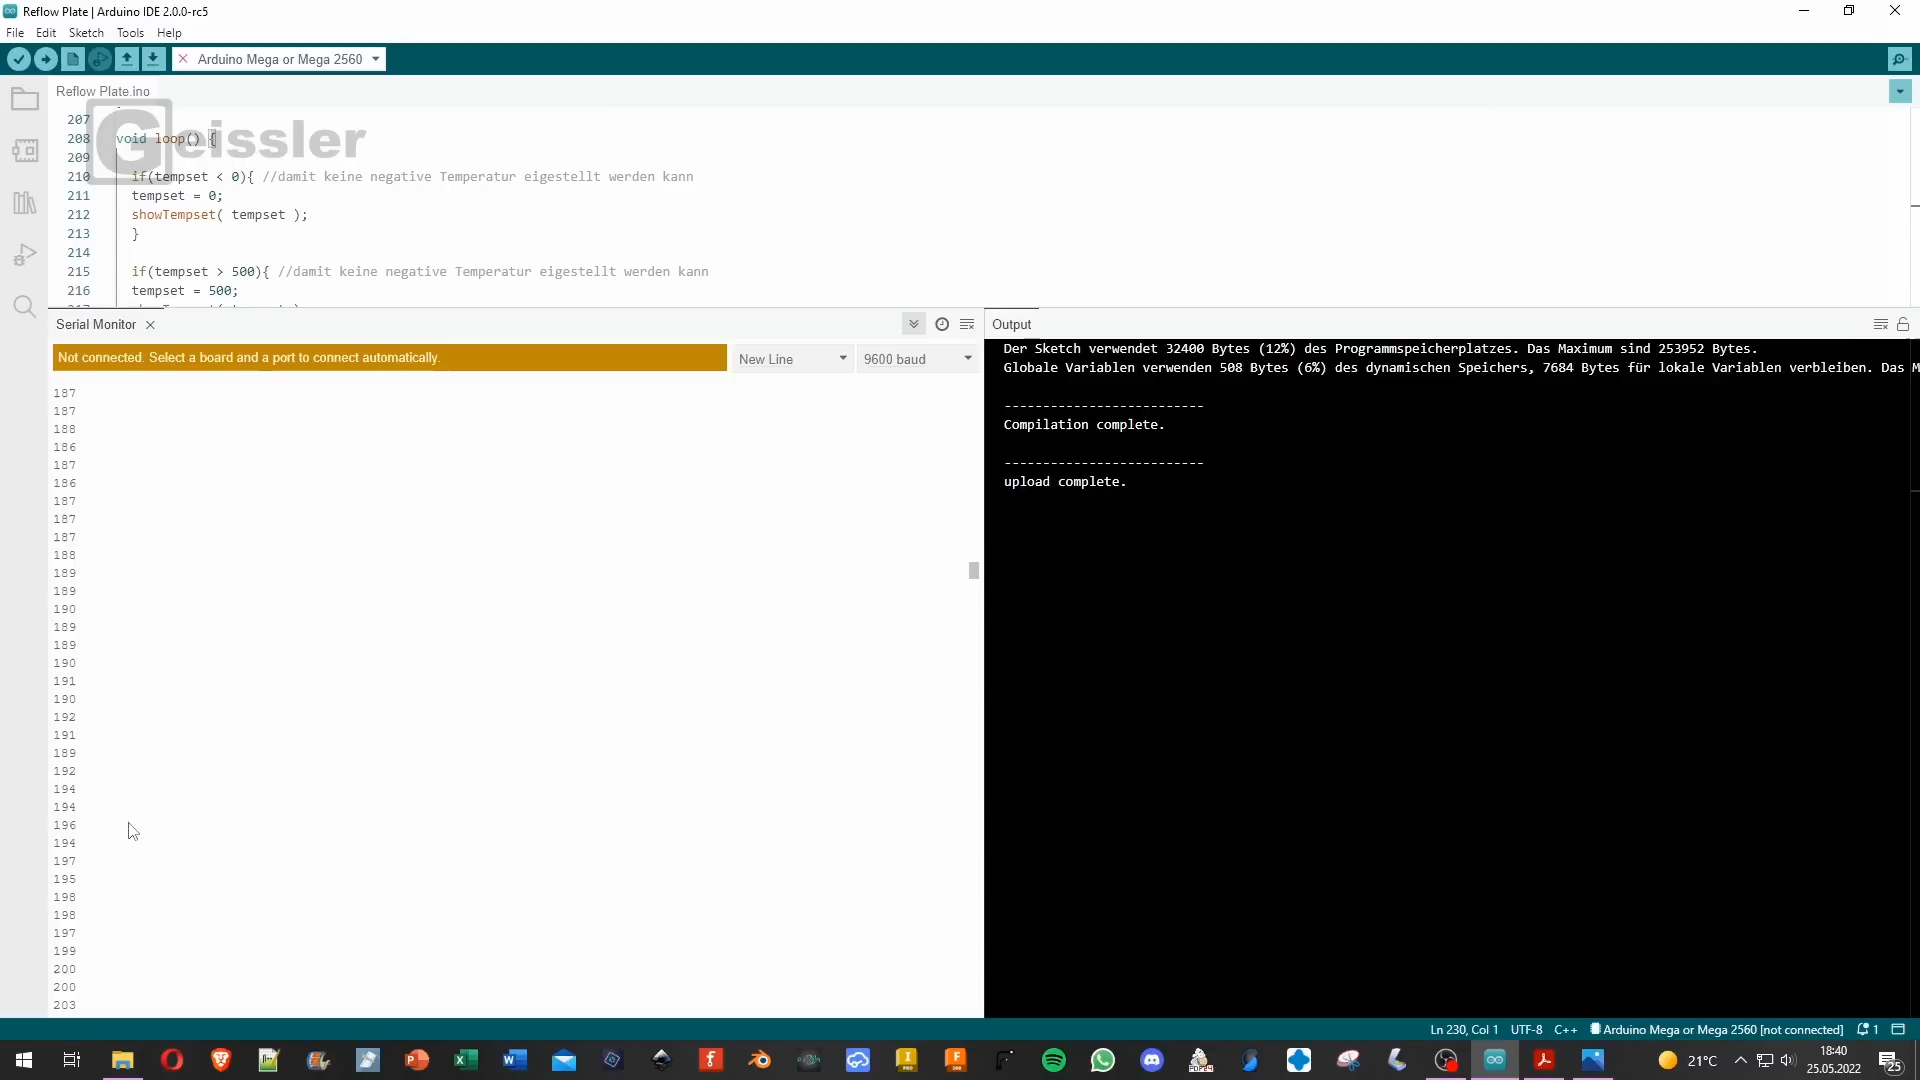 Reflow Plate | Arduino IDE 2.0.0-rc5
File Edit Sketch Tools Help
Arduino Mega or Mega 2560
Reflow Plate.ino
Geissler
207
208 void loop() {
209
210 if(tempset < 0){ //damit keine negative Temperatur eigestellt werden kann
211 tempset = 0;
212 showTempset( tempset );
213 }
214
215 if(tempset > 500){ //damit keine negative Temperatur eigestellt werden kann
216 tempset = 500;
Serial Monitor
Not connected. Select a board and a port to connect automatically.
New Line
9600 baud
187
187
188
186
187
186
187
187
187
188
189
189
190
189
189
190
191
190
192
191
189
192
194
194
196
194
197
195
198
198
197
199
200
200
203
Output
Der Sketch verwendet 32400 Bytes (12%) des Programmspeicherplatzes. Das Maximum sind 253952 Bytes.
Globale Variablen verwenden 508 Bytes (6%) des dynamischen Speichers, 7684 Bytes für lokale Variablen verbleiben. Das M
--------------------------
Compilation complete.
--------------------------
upload complete.
Ln 230, Col 1 UTF-8 C++ Arduino Mega or Mega 2560 [not connected] 1
21°C
18:40
25.05.2022
25